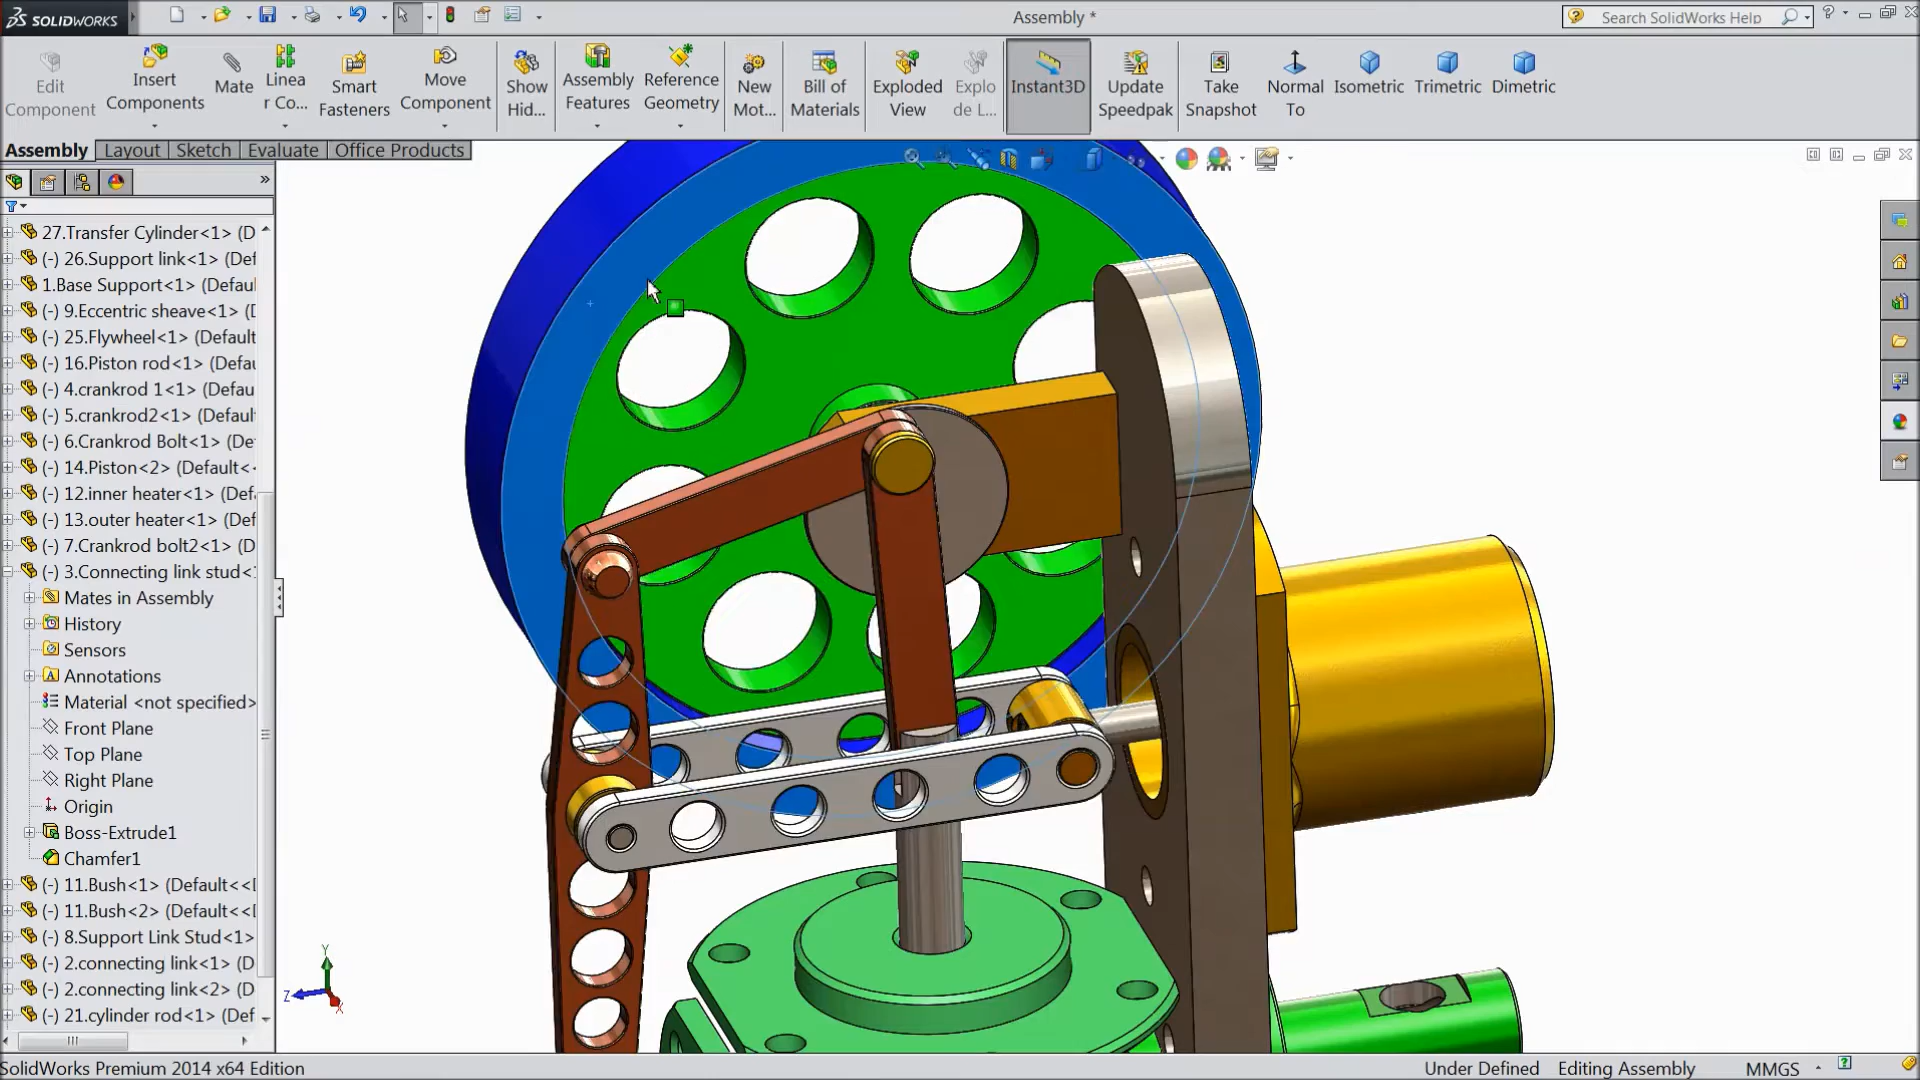 SOLIDWORKS
Assembly *
Search SolidWorks Help
Edit Component
Insert Components
Mate
Linea r Co...
Smart Fasteners
Move Component
Show Hid...
Assembly Features
Reference Geometry
New Mot...
Bill of Materials
Exploded View
Explo de L...
Instant3D
Update Speedpak
Take Snapshot
Normal To
Isometric
Trimetric
Dimetric
Assembly
Layout
Sketch
Evaluate
Office Products
27.Transfer Cylinder<1> (D
(-) 26.Support link<1> (Def
1.Base Support<1> (Defaul
(-) 9.Eccentric sheave<1> (D
(-) 25.Flywheel<1> (Default
(-) 16.Piston rod<1> (Defau
(-) 4.crankrod 1<1> (Defau
(-) 5.crankrod2<1> (Default
(-) 6.Crankrod Bolt<1> (De
(-) 14.Piston<2> (Default<<
(-) 12.inner heater<1> (Def
(-) 13.outer heater<1> (Def
(-) 7.Crankrod bolt2<1> (D
(-) 3.Connecting link stud<1
Mates in Assembly
History
Sensors
Annotations
Material <not specified>
Front Plane
Top Plane
Right Plane
Origin
Boss-Extrude1
Chamfer1
(-) 11.Bush<1> (Default<<D
(-) 11.Bush<2> (Default<<D
(-) 8.Support Link Stud<1>
(-) 2.connecting link<1> (D
(-) 2.connecting link<2> (D
(-) 21.cylinder rod<1> (Def
Y
Z
X
SolidWorks Premium 2014 x64 Edition
Under Defined
Editing Assembly
MMGS